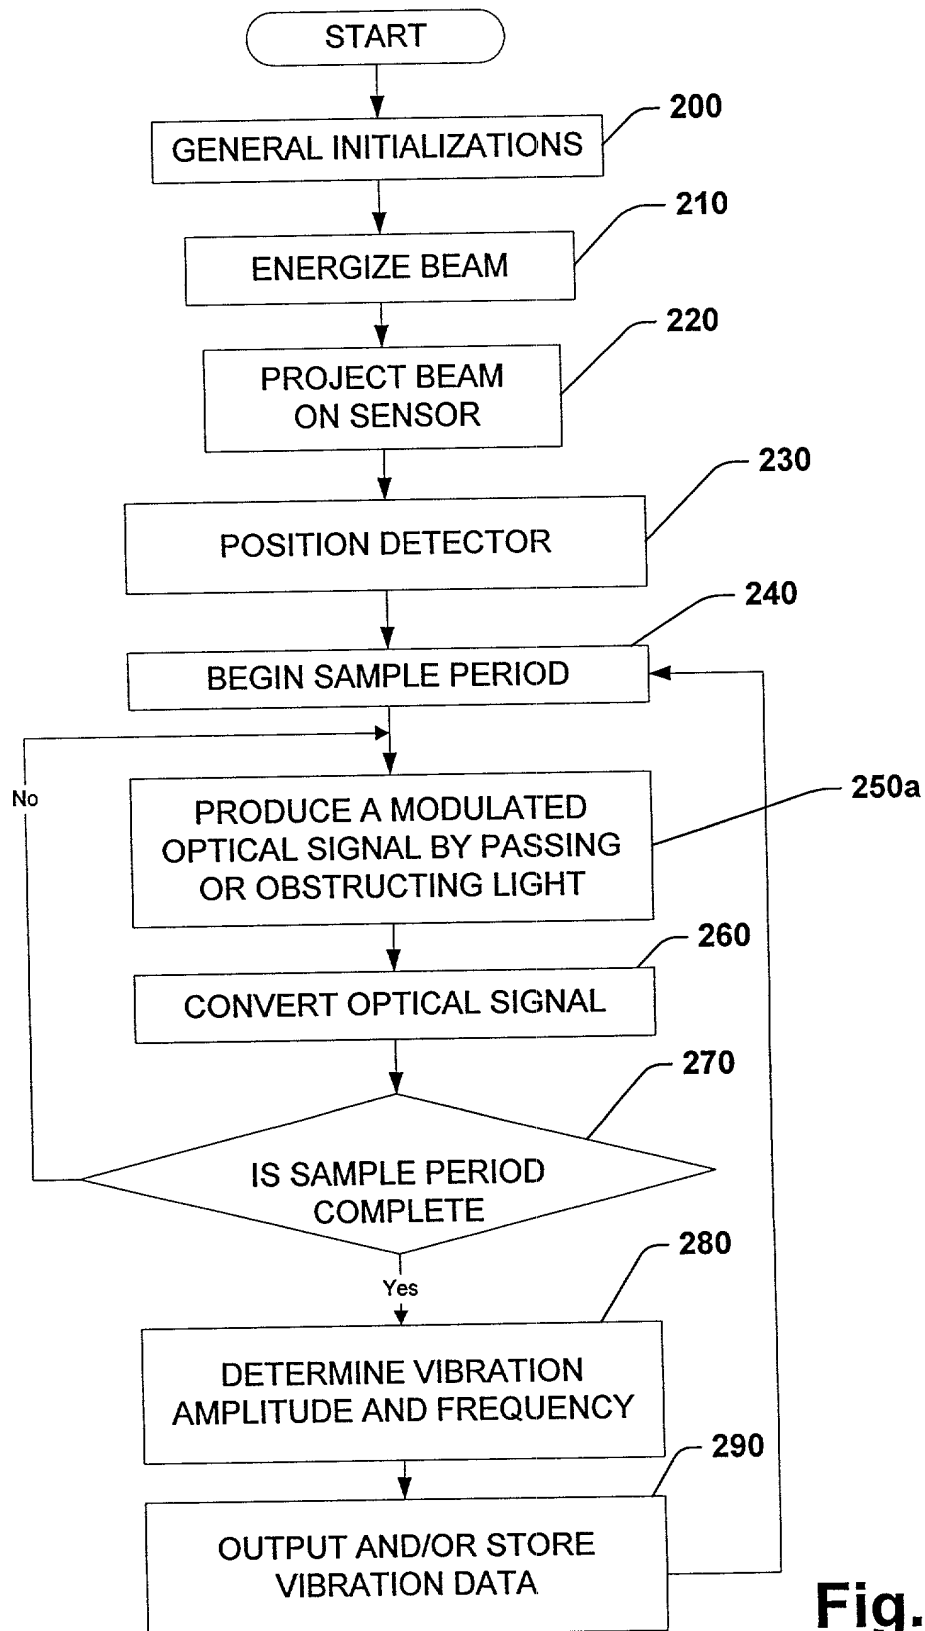 START
200
GENERAL INITIALIZATIONS
210
ENERGIZE BEAM
220
PROJECT BEAM
ON SENSOR
230
POSITION DETECTOR
240
BEGIN SAMPLE PERIOD
No
250a
PRODUCE A MODULATED
OPTICAL SIGNAL BY PASSING
OR OBSTRUCTING LIGHT
260
CONVERT OPTICAL SIGNAL
270
IS SAMPLE PERIOD
COMPLETE
280
Yes
DETERMINE VIBRATION
AMPLITUDE AND FREQUENCY
290
OUTPUT AND/OR STORE
VIBRATION DATA
Fig.